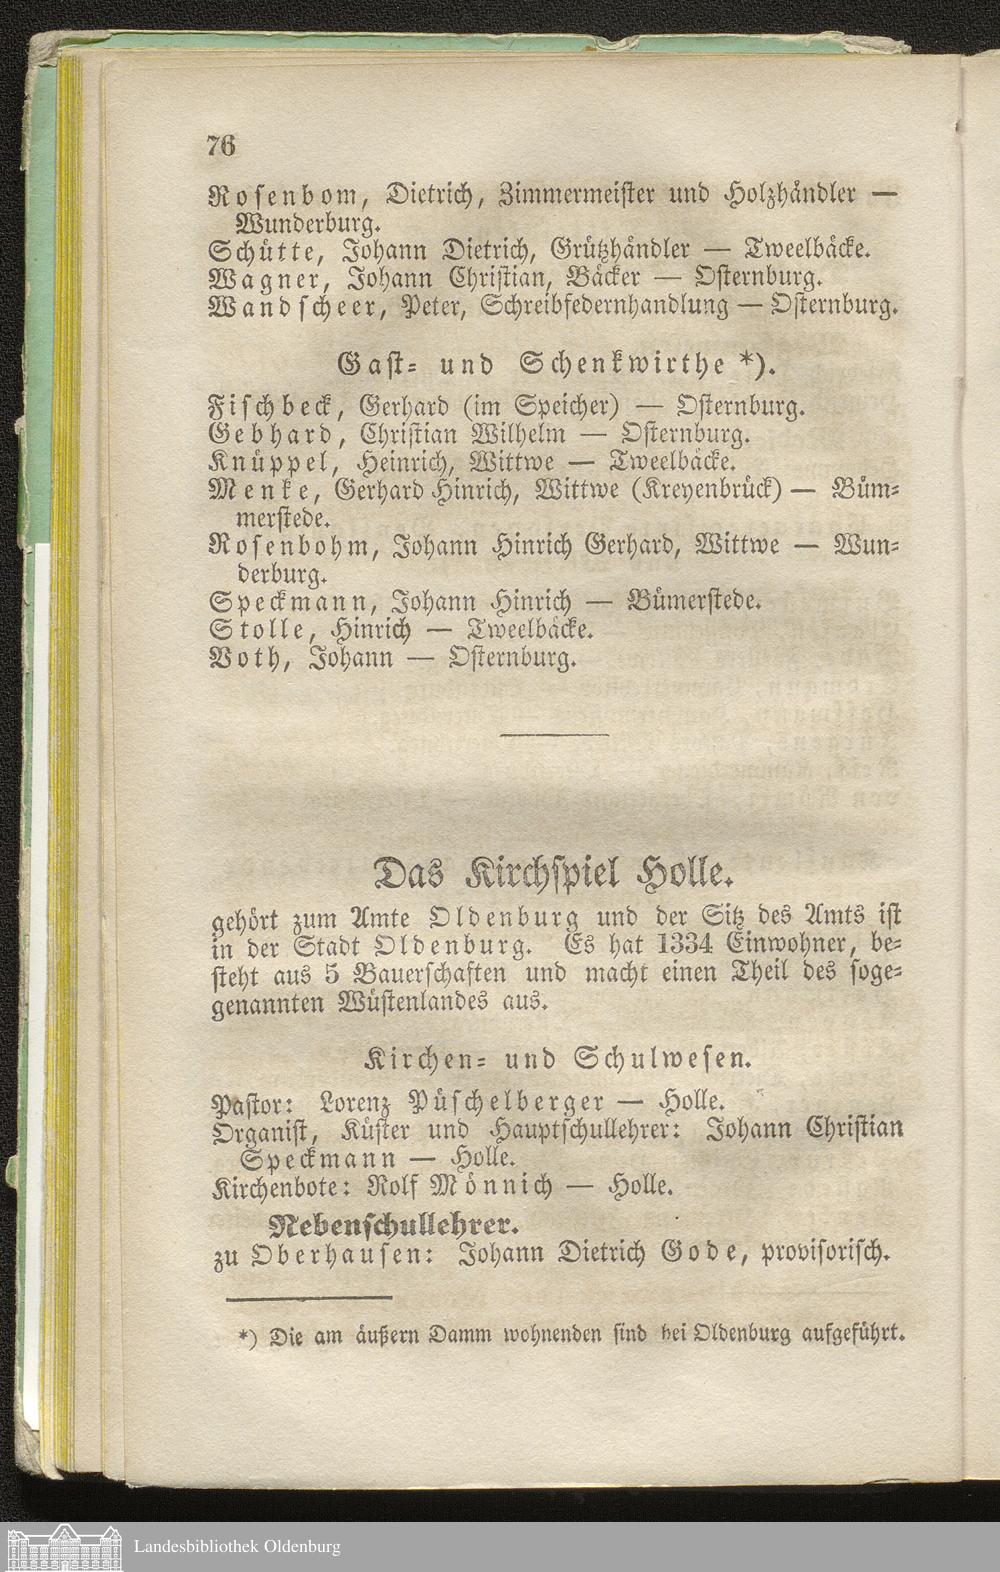 76
Rosenbom, Dietrich, Zimmermeister und Holzhändler —
Wunderburg.
Schütte, Johann Dietrich, Grützhändler — Tweelbäcke.
Wagner, Johann Christian, Bäcker — Osternburg.
Wandscheer, Peter, Schreibfedernhandlung — Osternburg.
Gast- und Schenkwirthe *).
Fischbeck, Gerhard (im Speicher) — Osternburg.
Gebhard, Christian Wilhelm — Osternburg.
Knüppel, Heinrich, Wittwe — Tweelbäcke.
Menke, Gerhard Hinrich, Wittwe (Kreyenbrück) — Büm-
merstede.
Rosenbohm, Johann Hinrich Gerhard, Wittwe — Wun-
derburg.
Speckmann, Johann Hinrich — Bümerstede.
Stolle, Hinrich — Tweelbäcke.
Voth, Johann — Osternburg.
Das Kirchspiel Holle.
gehört zum Amte Oldenburg und der Sitz des Amts ist
in der Stadt Oldenburg. Es hat 1334 Einwohner, be-
steht aus 5 Bauerschaften und macht einen Theil des soge-
genannten Wüstenlandes aus.
Kirchen- und Schulwesen.
Pastor: Lorenz Püschelberger — Holle.
Organist, Küster und Hauptschullehrer: Johann Christian
Speckmann — Holle.
Kirchenbote: Rolf Mönnich — Holle.
Nebenschullehrer.
zu Oberhausen: Johann Dietrich Gode, provisorisch.
*) Die am äußern Damm wohnenden sind bei Oldenburg aufgeführt.
Landesbibliothek Oldenburg